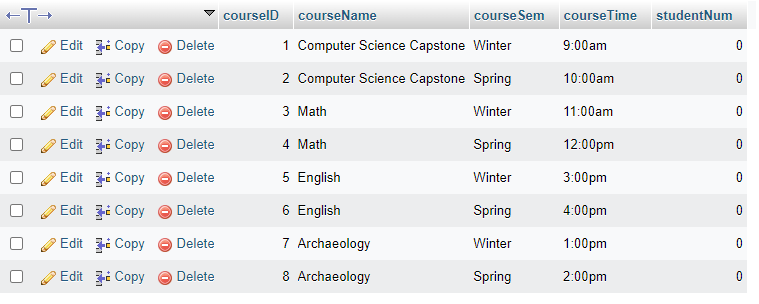 courseID courseName courseSem courseTime studentNum
Edit Copy Delete 1 Computer Science Capstone Winter 9:00am 0
Edit Copy Delete 2 Computer Science Capstone Spring 10:00am 0
Edit Copy Delete 3 Math Winter 11:00am 0
Edit Copy Delete 4 Math Spring 12:00pm 0
Edit Copy Delete 5 English Winter 3:00pm 0
Edit Copy Delete 6 English Spring 4:00pm 0
Edit Copy Delete 7 Archaeology Winter 1:00pm 0
Edit Copy Delete 8 Archaeology Spring 2:00pm 0